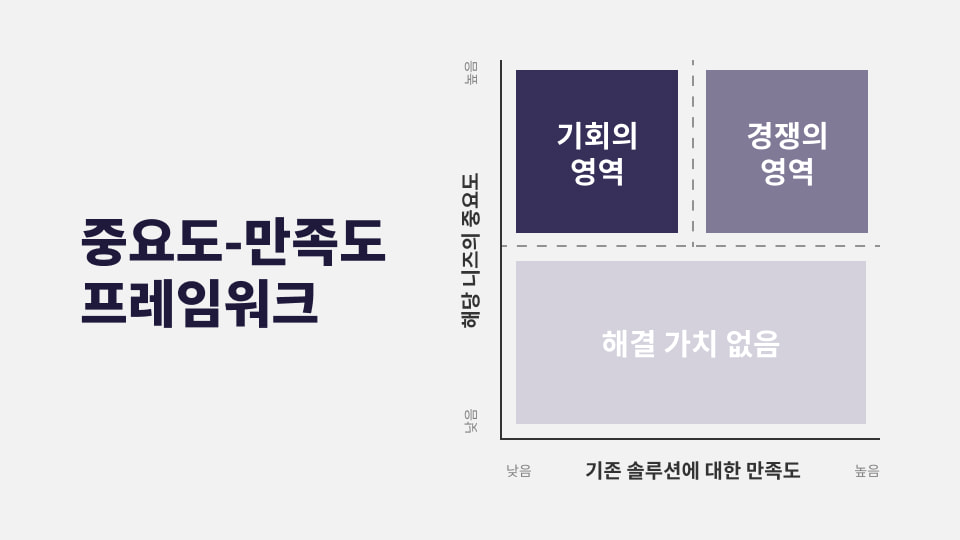 중요도-만족도
프레임워크
높음
해당 니즈의 중요도
낮음
기회의
영역
경쟁의
영역
해결 가치 없음
낮음
기존 솔루션에 대한 만족도
높음